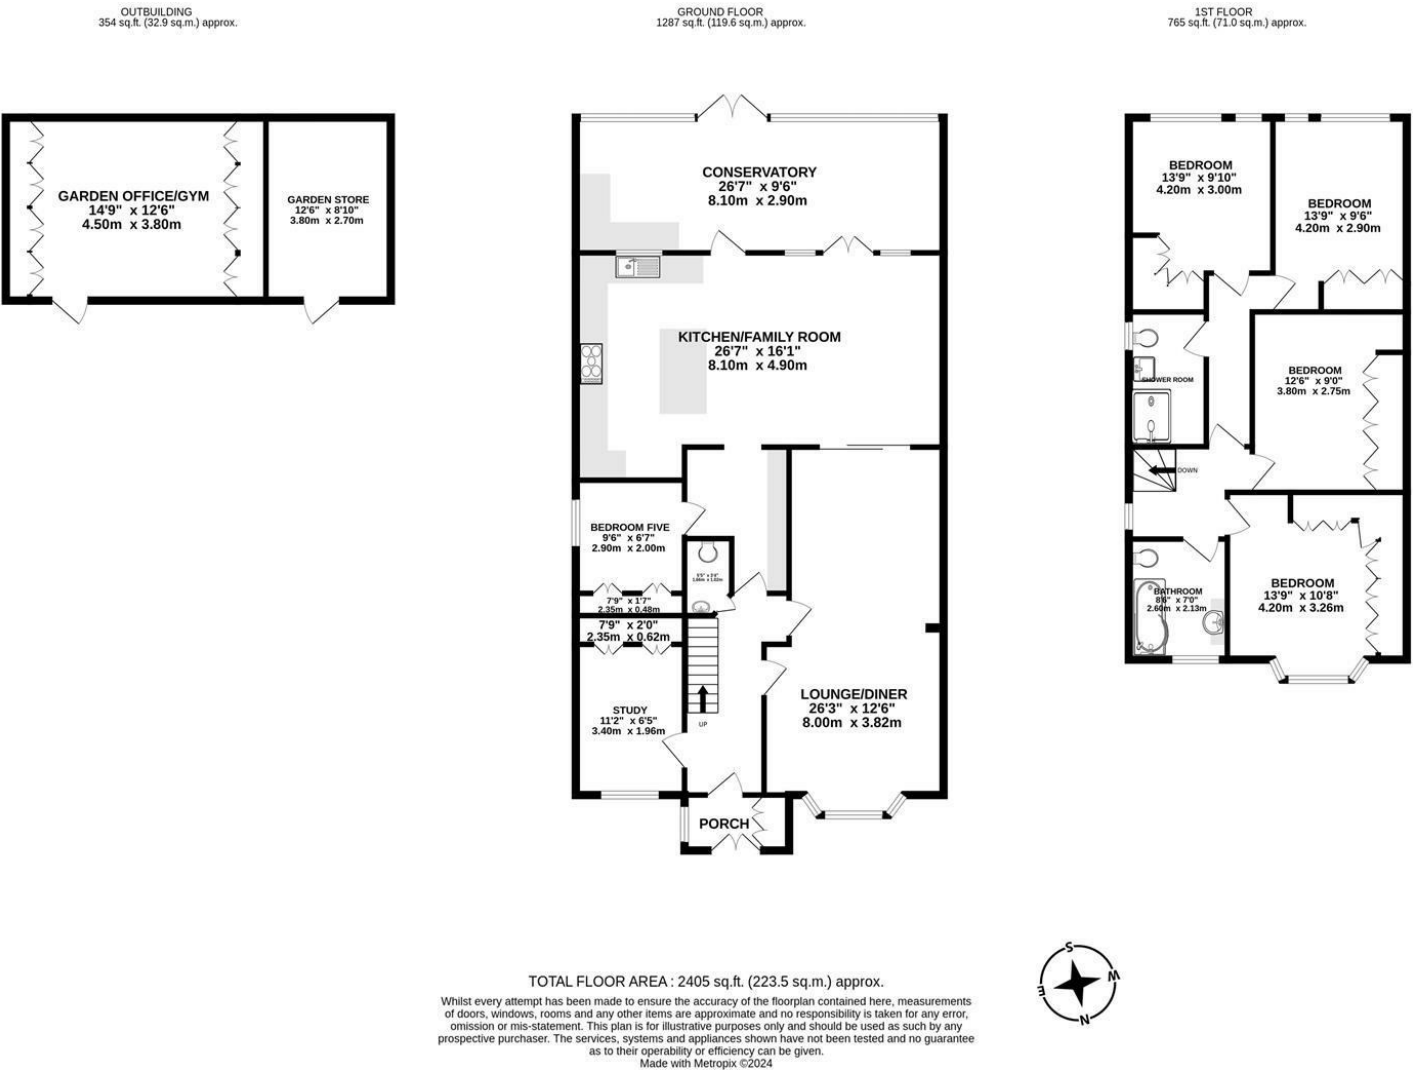 OUTBUILDING
354 sq.ft. (32.9 sq.m.) approx.
GROUND FLOOR
1287 sq.ft. (119.6 sq.m.) approx.
1ST FLOOR
765 sq.ft. (71.0 sq.m.) approx.
GARDEN OFFICE/GYM
14'9" x 12'6"
4.50m x 3.80m
GARDEN STORE
12'6" x 8'10"
3.80m x 2.70m
CONSERVATORY
26'7" x 9'6"
8.10m x 2.90m
KITCHEN/FAMILY ROOM
26'7" x 16'1"
8.10m x 4.90m
BEDROOM FIVE
9'6" x 6'7"
2.90m x 2.00m
7'9" x 1'7"
2.35m x 0.48m
7'9" x 2'0"
2.35m x 0.62m
STUDY
11'2" x 6'5"
3.40m x 1.96m
UP
LOUNGE/DINER
26'3" x 12'6"
8.00m x 3.82m
PORCH
BEDROOM
13'9" x 9'10"
4.20m x 3.00m
BEDROOM
13'9" x 9'6"
4.20m x 2.90m
SHOWER ROOM
BEDROOM
12'6" x 9'0"
3.80m x 2.75m
DOWN
BATHROOM
8'6" x 7'0"
2.60m x 2.13m
BEDROOM
13'9" x 10'8"
4.20m x 3.26m
S
W
E
N
TOTAL FLOOR AREA : 2405 sq.ft. (223.5 sq.m.) approx.
Whilst every attempt has been made to ensure the accuracy of the floorplan contained here, measurements
of doors, windows, rooms and any other items are approximate and no responsibility is taken for any error,
omission or mis-statement. This plan is for illustrative purposes only and should be used as such by any
prospective purchaser. The services, systems and appliances shown have not been tested and no guarantee
as to their operability or efficiency can be given.
Made with Metropix ©2024